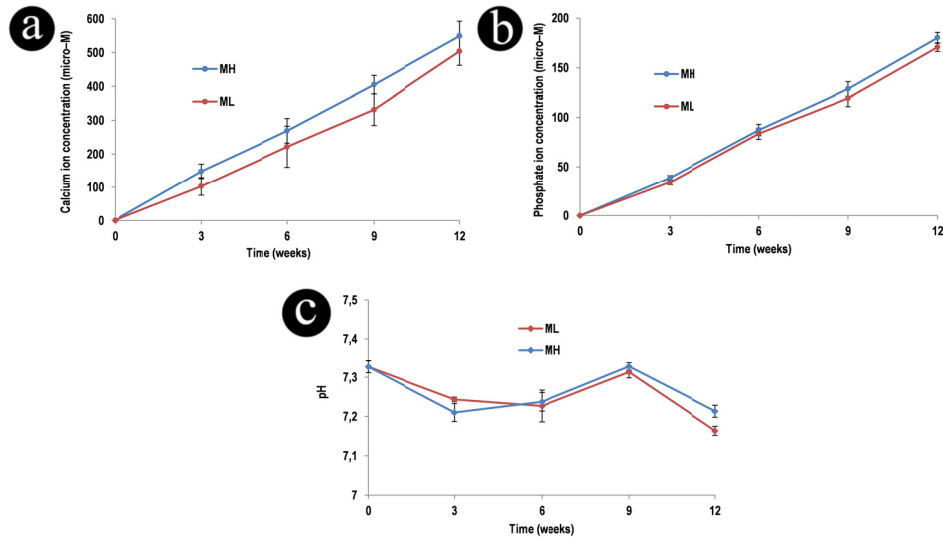 a
Calcium ion concentration (micro–M)
600
500
400
300
200
100
0
MH
ML
0 3 6 9 12
Time (weeks)
b
Phosphate ion concentration (micro–M)
200
150
100
50
0
MH
ML
0 3 6 9 12
Time (weeks)
c
pH
7,5
7,4
7,3
7,2
7,1
7
ML
MH
0 3 6 9 12
Time (weeks)